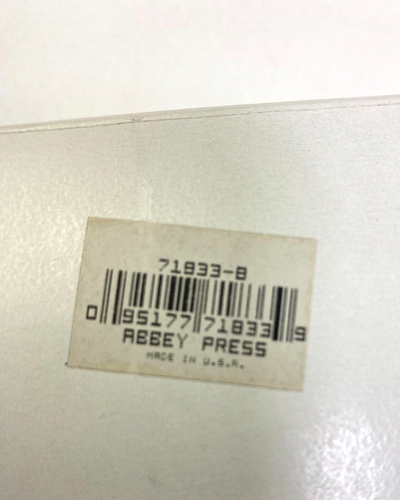 71833-8
0 95177 71833 9
ABBEY PRESS
MADE IN U.S.A.